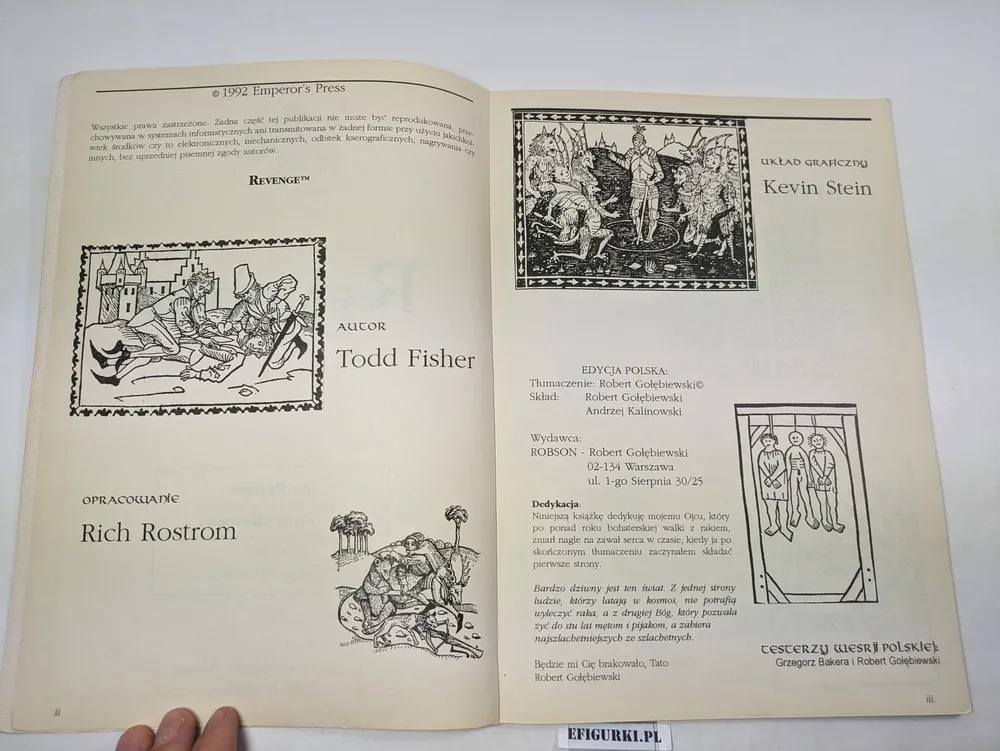 © 1992 Emperor's Press
Wszystkie prawa zastrzeżone. Żadna część tej publikacji nie może być reprodukowana, prze-
chowywana w systemach informatycznych ani transmitowana w żadnej formie przy użyciu jakichkol-
wiek środków czy to elektronicznych, mechanicznych, odbitek kserograficznych, nagrywania czy
innych, bez uprzedniej pisemnej zgody autorów.
REVENGE™
AUTOR
Todd Fisher
OPRACOWANIE
Rich Rostrom
ii
UKŁAD GRAFICZNY
Kevin Stein
EDYCJA POLSKA:
Tłumaczenie: Robert Gołębiewski©
Skład: Robert Gołębiewski
Andrzej Kalinowski
Wydawca:
ROBSON - Robert Gołębiewski
02-134 Warszawa
ul. 1-go Sierpnia 30/25
Dedykacja:
Niniejszą książkę dedykuję mojemu Ojcu, który
po ponad roku bohaterskiej walki z rakiem,
zmarł nagle na zawał serca w czasie, kiedy ja po
skończonym tłumaczeniu zaczynałem składać
pierwsze strony.
Bardzo dziwny jest ten świat. Z jednej strony
ludzie, którzy latają w kosmos, nie potrafią
wyleczyć raka, a z drugiej Bóg, który pozwala
żyć do stu lat mętom i pijakom, a zabiera
najszlachetniejszych ze szlachetnych.
Będzie mi Cię brakowało, Tato
Robert Gołębiewski
TESTERZY WESRJI POLSKIEJ:
Grzegorz Bakera i Robert Gołębiewski
iii
EFIGURKI.PL